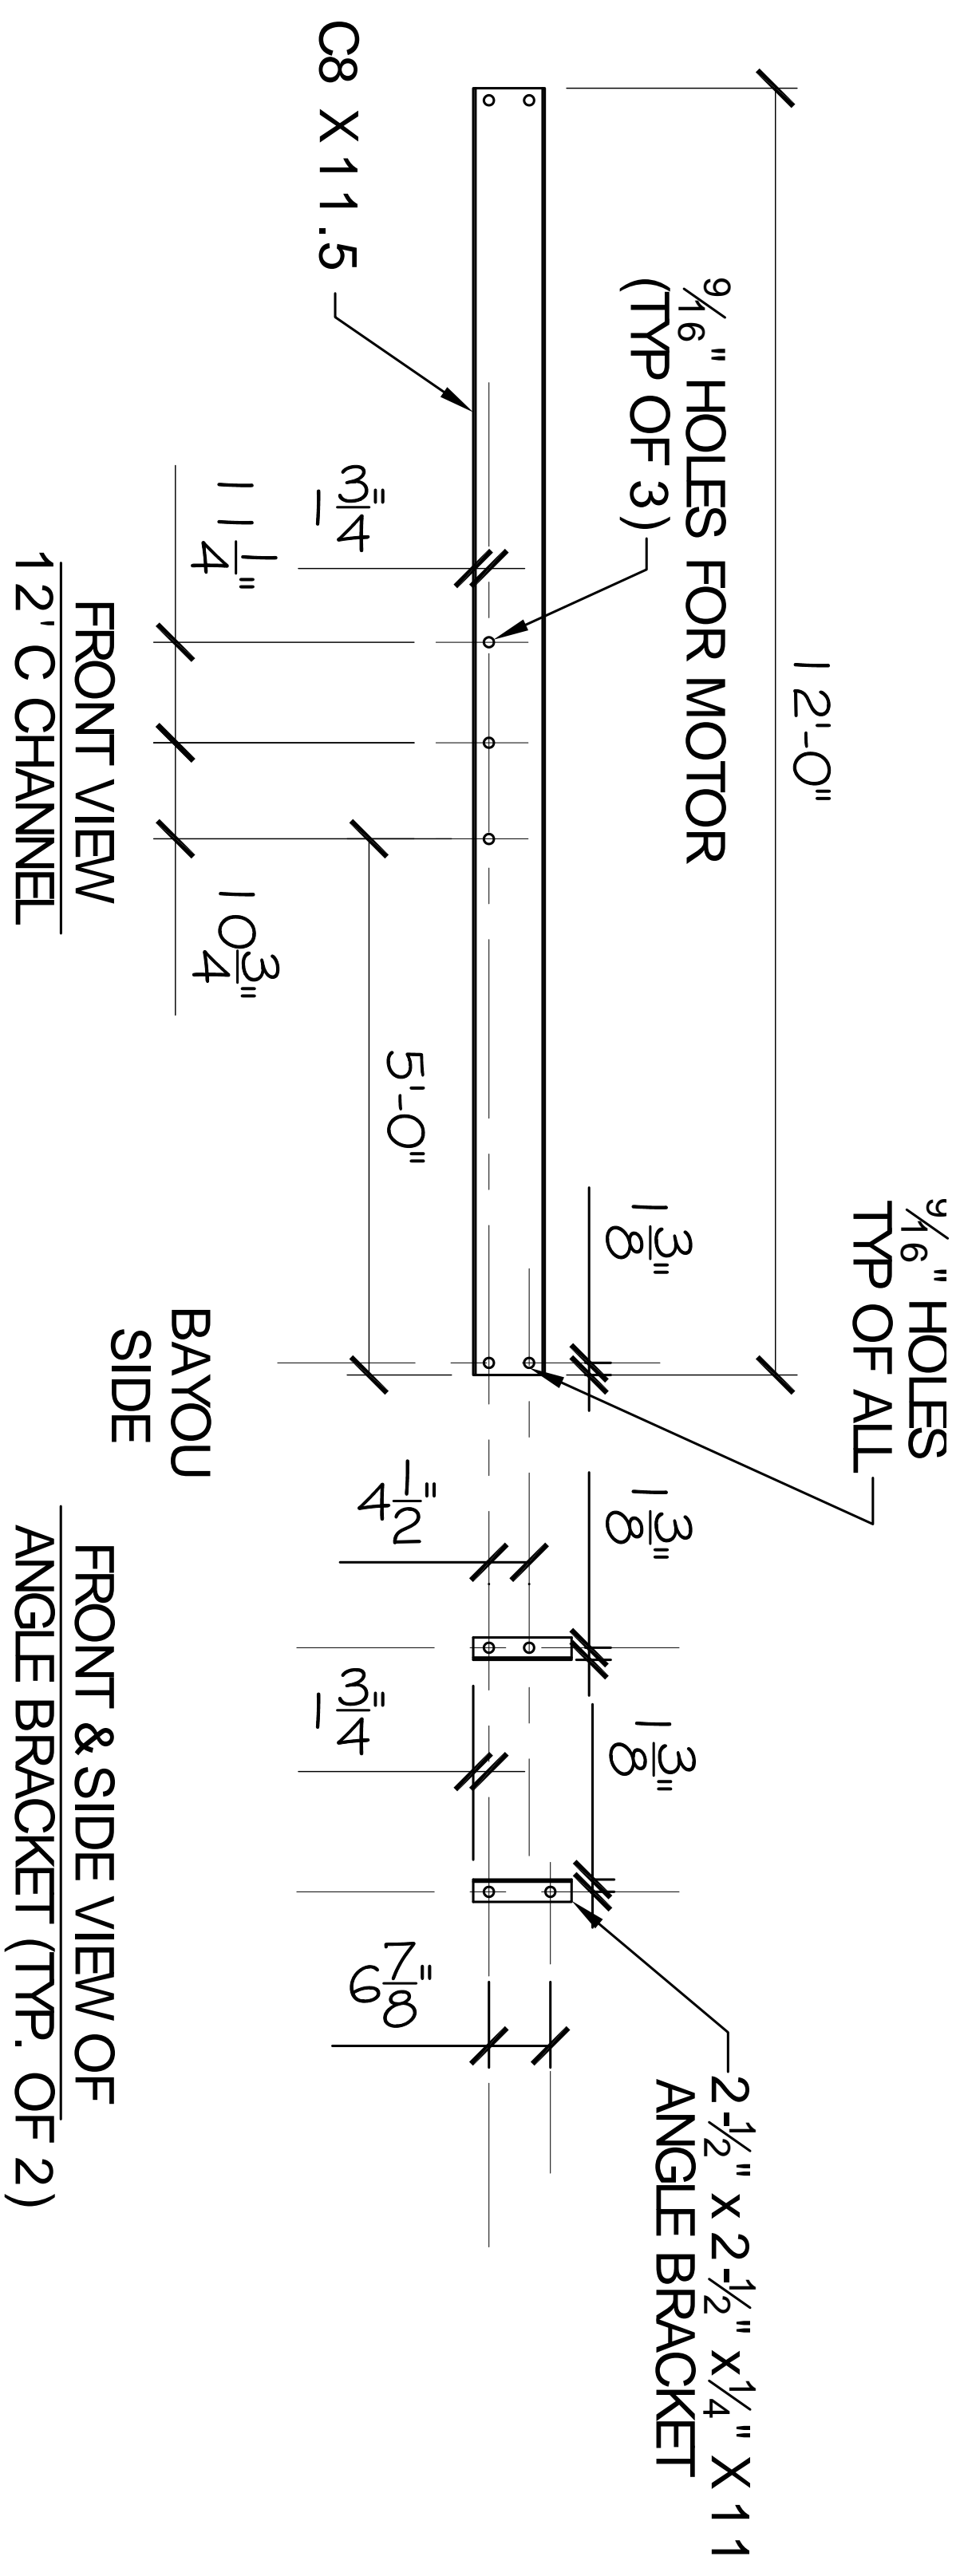 9/16" HOLES
TYP OF ALL
12'-0"
9/16" HOLES FOR MOTOR
(TYP OF 3)
2-1/2" x 2-1/2" x 1/4" X 11
ANGLE BRACKET
1 3/8"
1 3/8"
1 3/8"
C8 X 11.5
1 3/4"
5'-0"
4 1/2"
1 3/4"
6 7/8"
11 1/4"
10 3/4"
BAYOU
SIDE
FRONT VIEW
12' C CHANNEL
FRONT & SIDE VIEW OF
ANGLE BRACKET (TYP. OF 2)